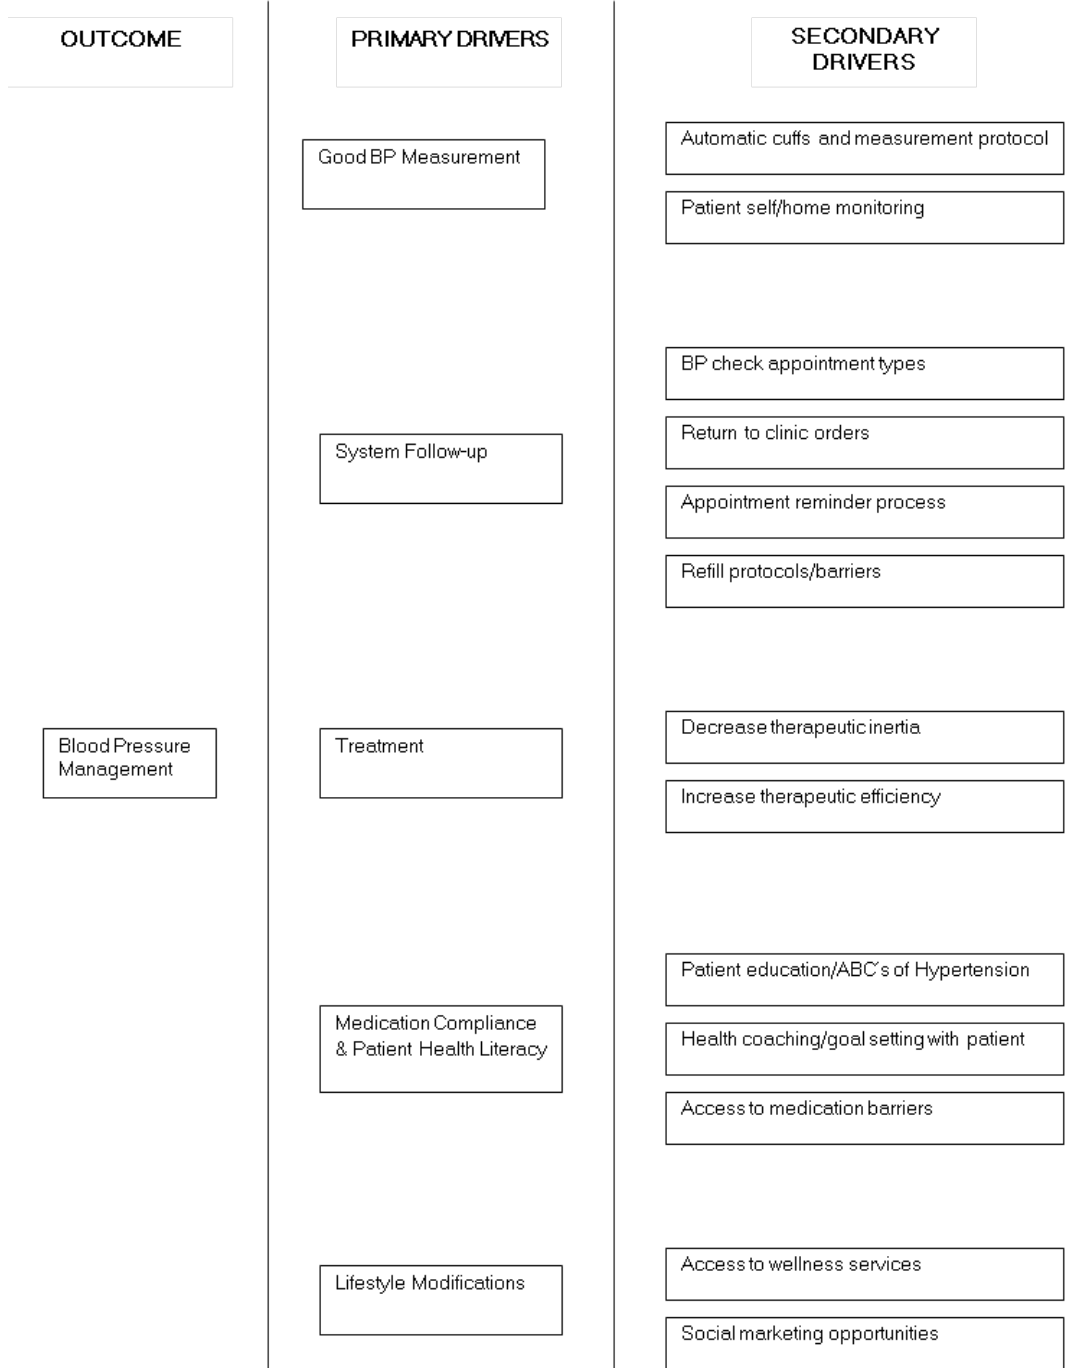 OUTCOME
PRIMARY DRIVERS
SECONDARY
DRIVERS
Good BP Measurement
Automatic cuffs and measurement protocol
Patient self/home monitoring
System Follow-up
BP check appointment types
Return to clinic orders
Appointment reminder process
Refill protocols/barriers
Blood Pressure
Management
Treatment
Decrease therapeutic inertia
Increase therapeutic efficiency
Medication Compliance
& Patient Health Literacy
Patient education/ABC´s of Hypertension
Health coaching/goal setting with patient
Access to medication barriers
Lifestyle Modifications
Access to wellness services
Social marketing opportunities